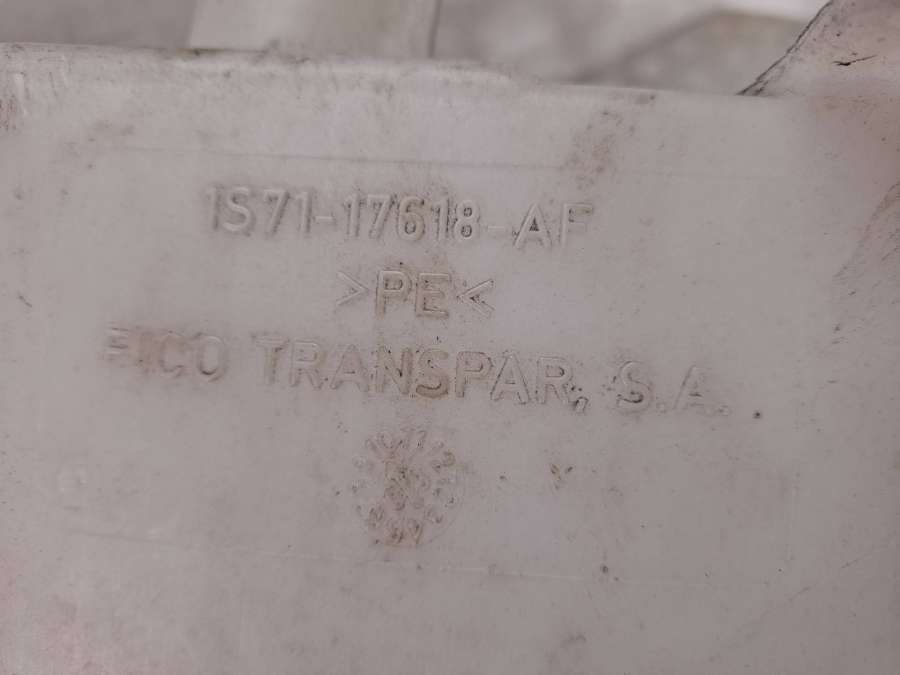 1S71-17618-AF
>PE<
FICO TRANSPAR, S.A.